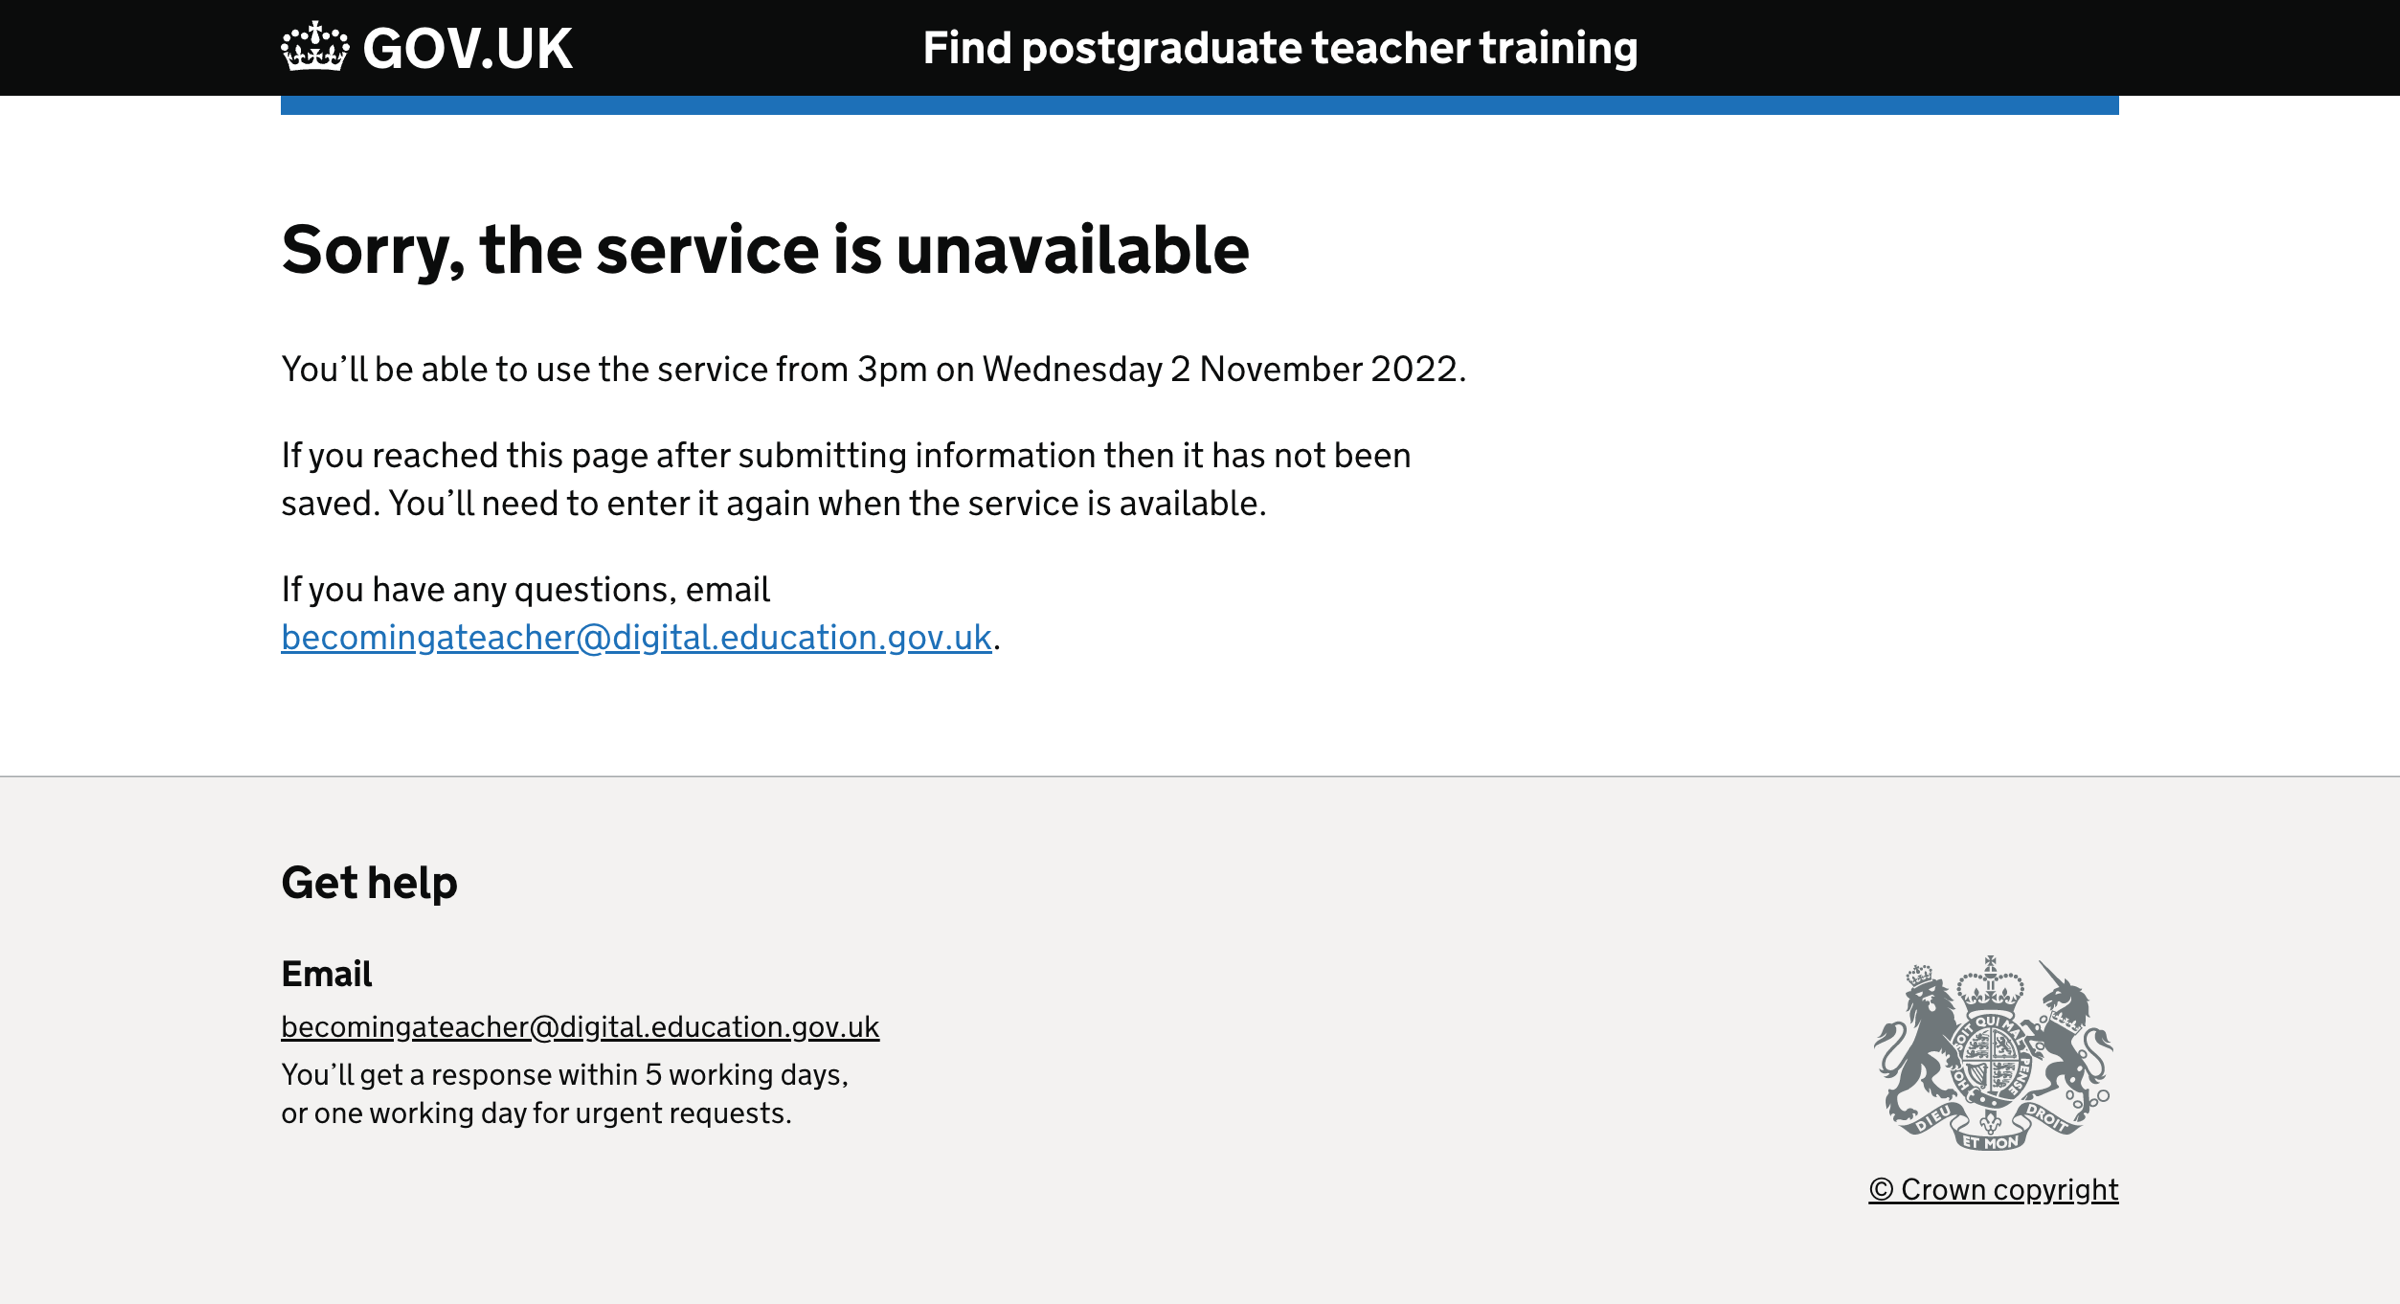 GOV.UK
Find postgraduate teacher training
Sorry, the service is unavailable
You’ll be able to use the service from 3pm on Wednesday 2 November 2022.
If you reached this page after submitting information then it has not been
saved. You’ll need to enter it again when the service is available.
If you have any questions, email
becomingateacher@digital.education.gov.uk.
Get help
Email
becomingateacher@digital.education.gov.uk
You’ll get a response within 5 working days,
or one working day for urgent requests.
HONI SOIT QUI MAL Y PENSE
DIEU ET MON DROIT
© Crown copyright